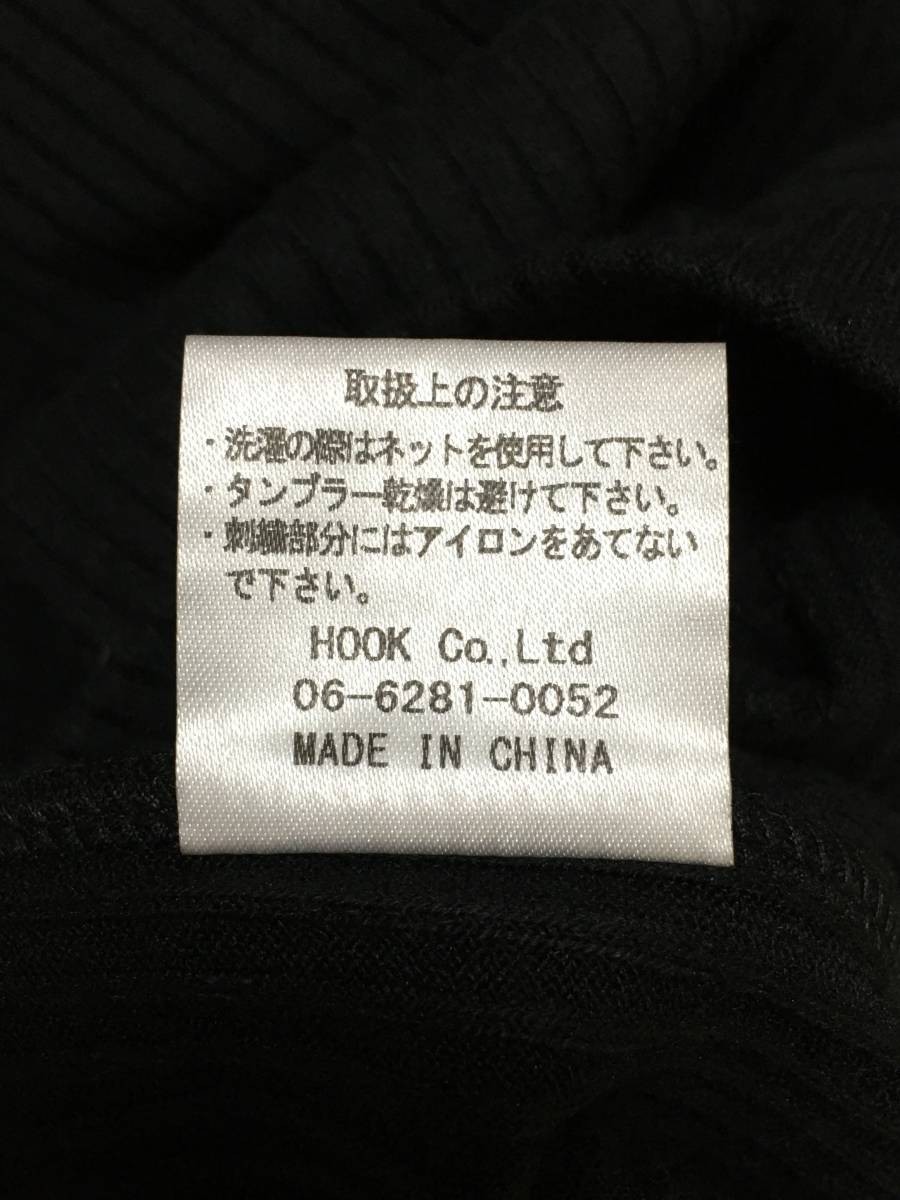 取扱上の注意
・洗濯の際はネットを使用して下さい。
・タンブラー乾燥は避けて下さい。
・刺繍部分にはアイロンをあてない
で下さい。
HOOK Co.,Ltd
06-6281-0052
MADE IN CHINA